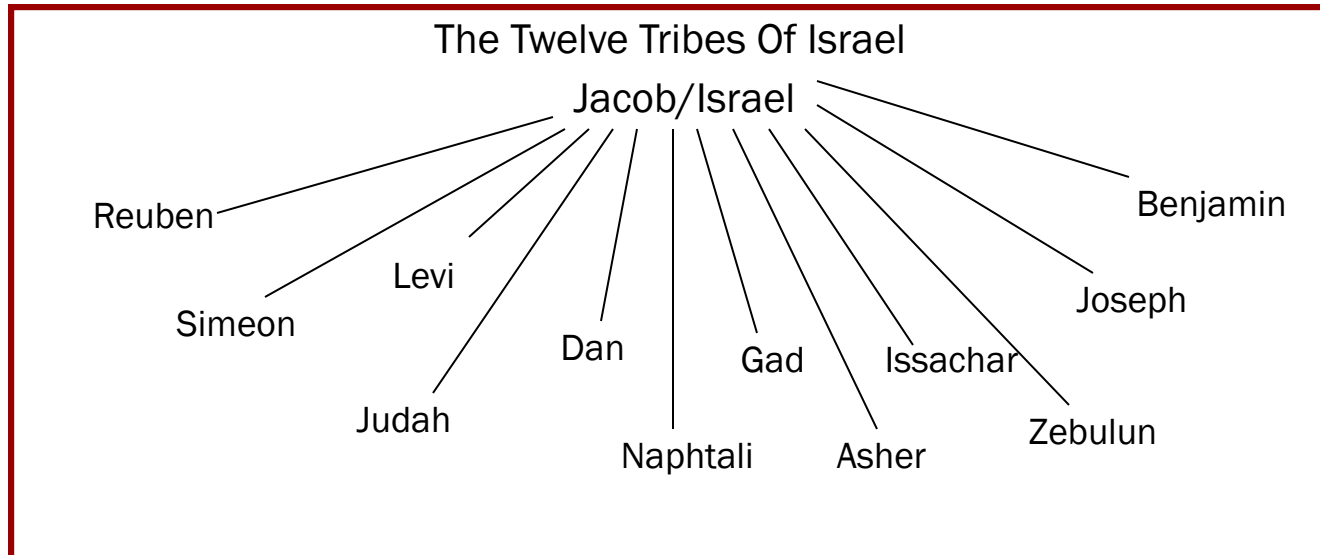 The Twelve Tribes Of Israel
Jacob/Israel
Reuben
Simeon
Levi
Judah
Dan
Naphtali
Gad
Asher
Issachar
Zebulun
Joseph
Benjamin